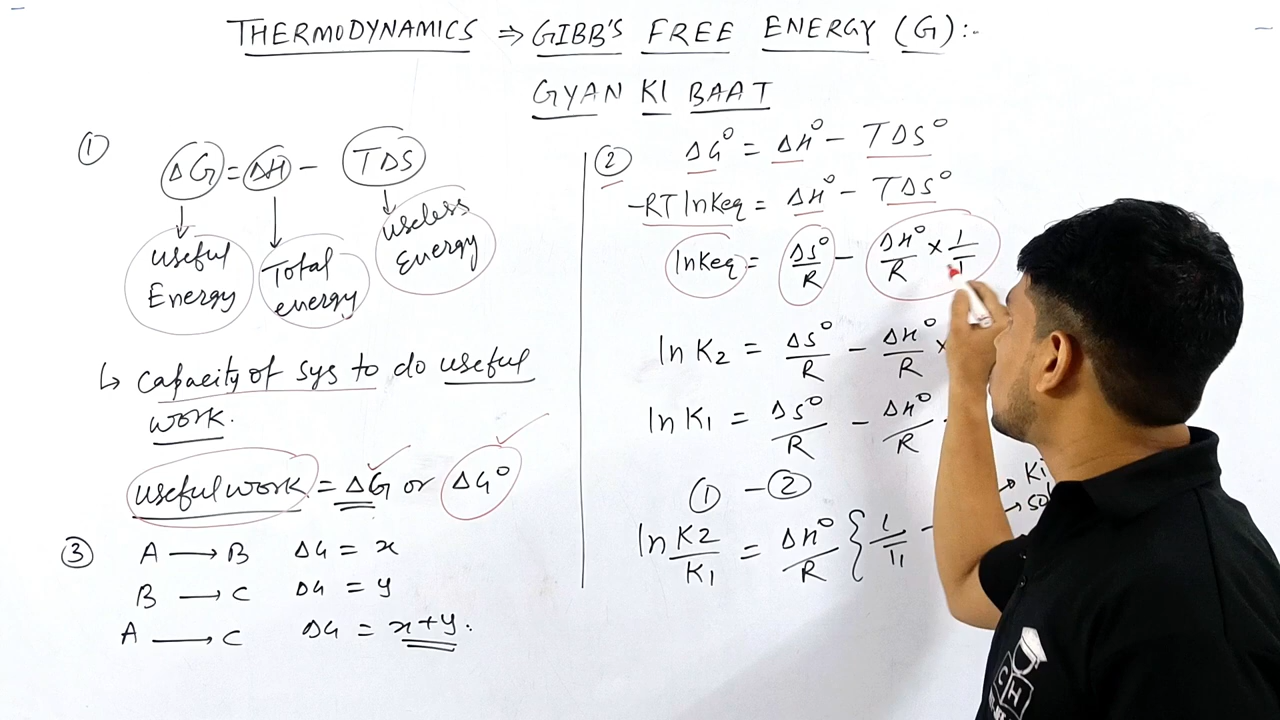 THERMODYNAMICS ⇒ GIBB'S FREE ENERGY (G):-
GYAN KI BAAT
① ΔG = ΔH - TΔS
useful Energy
Total energy
useless Energy
↳ capacity of sys to do useful
work.
useful work = ΔG or ΔG°
③ A → B ΔG = x
B → C ΔG = y
A → C ΔG = x+y.
② ΔG° = ΔH° - TΔS°
-RT lnKeq = ΔH° - TΔS°
lnKeq = ΔS°/R - ΔH°/R × 1/T
ln K2 = ΔS°/R - ΔH°/R ×
ln K1 = ΔS°/R - ΔH°/R
① - ②
ln K2/K1 = ΔH°/R { 1/T1 -
CH